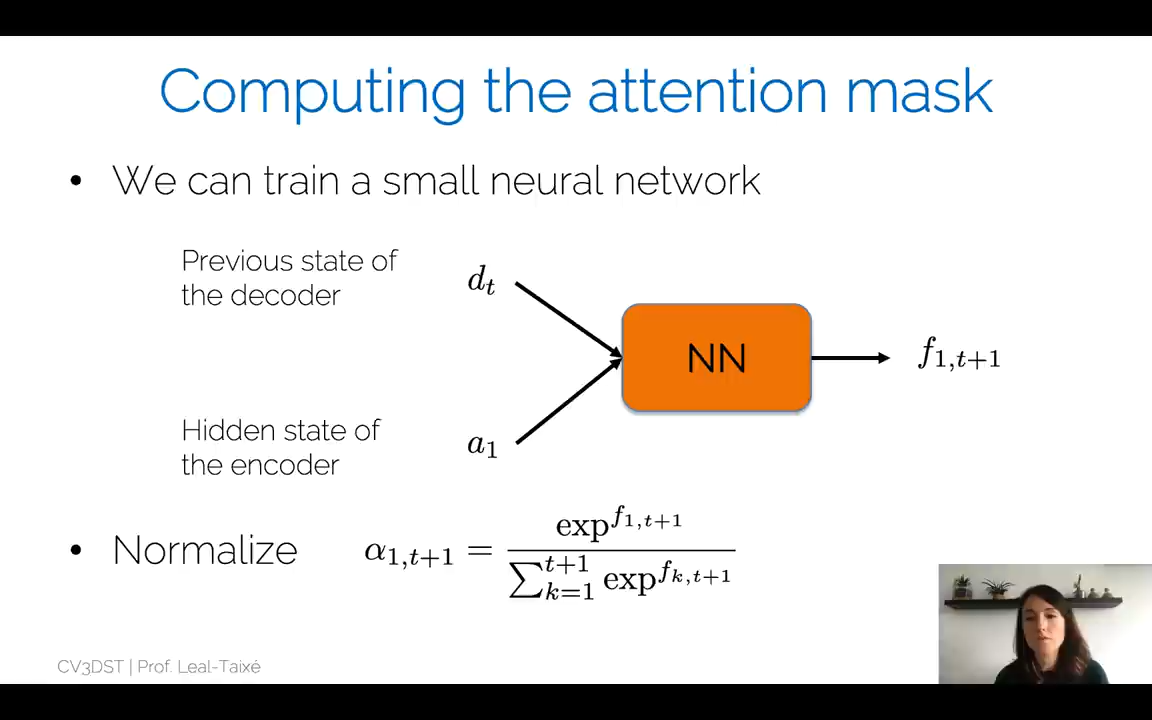 Computing the attention mask
• We can train a small neural network
Previous state of
the decoder
d_t
NN
f_{1,t+1}
Hidden state of
the encoder
a_1
• Normalize α_{1,t+1} = exp^{f_{1,t+1}} / ∑_{k=1}^{t+1} exp^{f_{k,t+1}}
CV3DST | Prof. Leal-Taixé